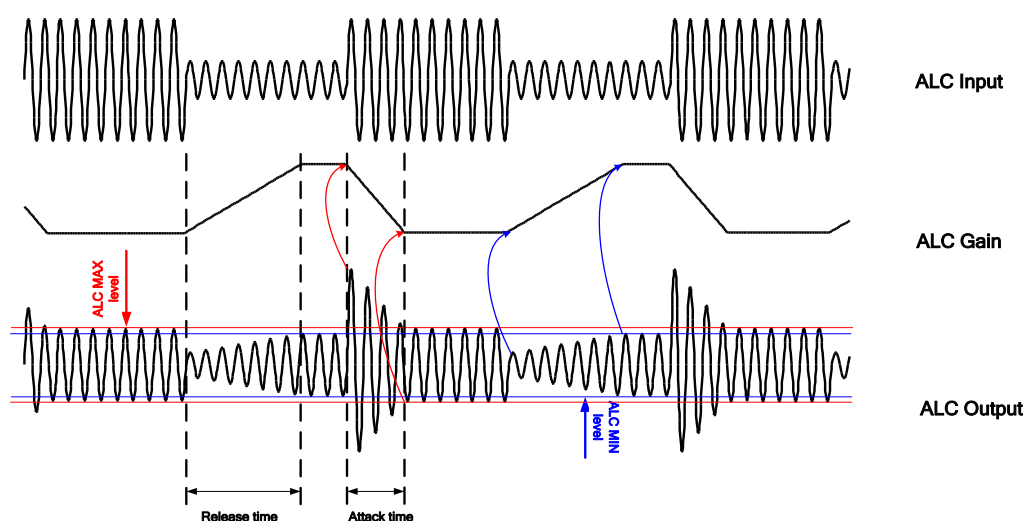 ALC Input
ALC Gain
ALC MAX
level
ALC Output
ALC MIN
level
Release time
Attack time